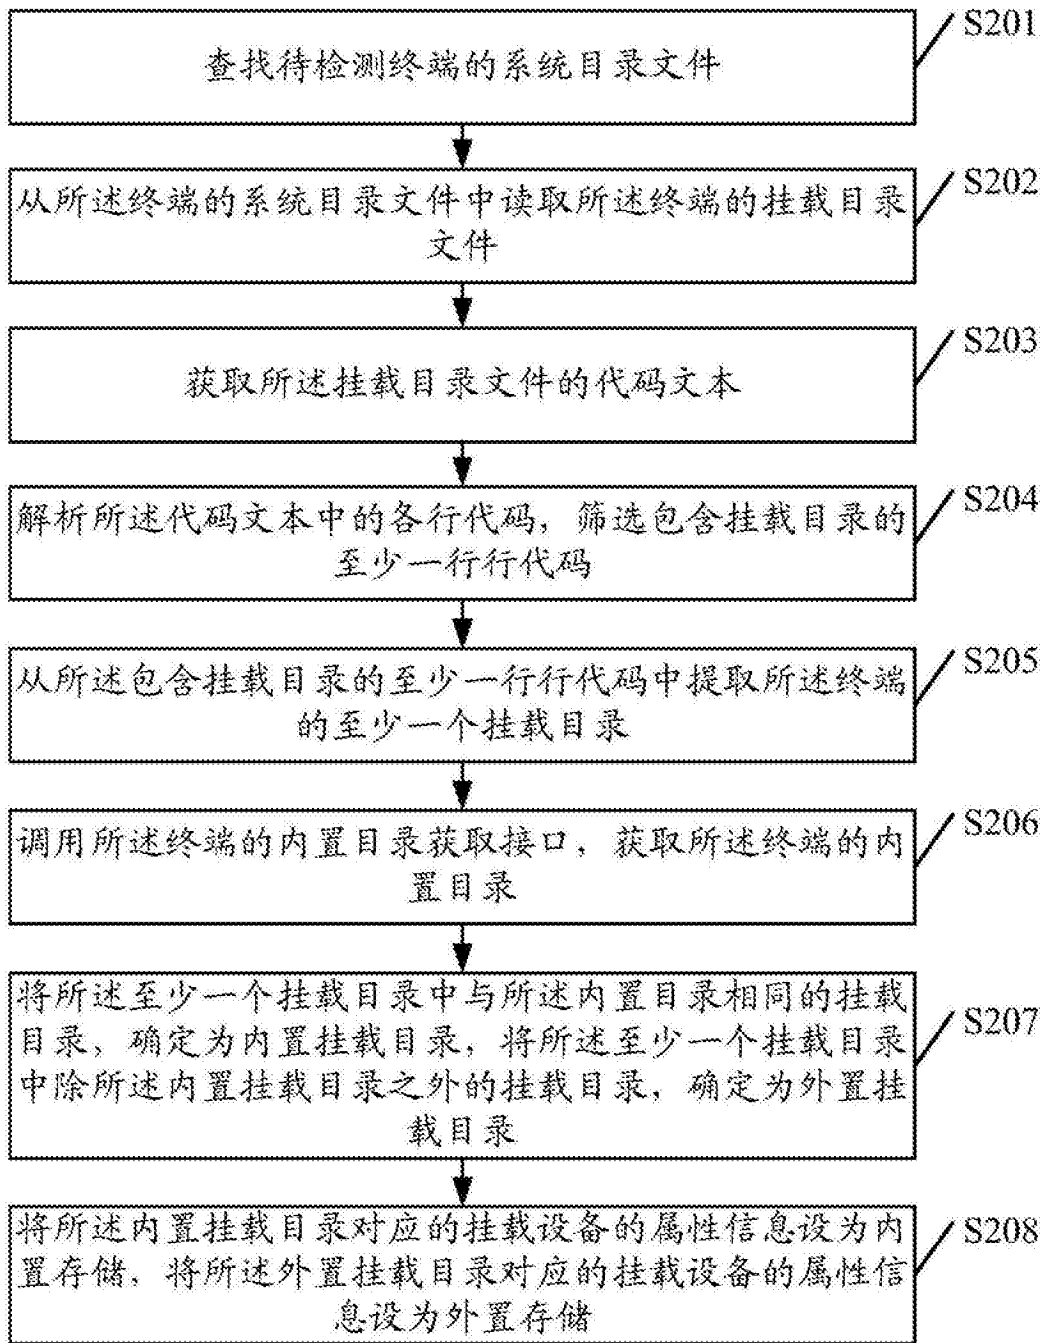 S201
查找待检测终端的系统目录文件
S202
从所述终端的系统目录文件中读取所述终端的挂载目录
文件
S203
获取所述挂载目录文件的代码文本
S204
解析所述代码文本中的各行代码，筛选包含挂载目录的
至少一行行代码
S205
从所述包含挂载目录的至少一行行代码中提取所述终端
的至少一个挂载目录
S206
调用所述终端的内置目录获取接口，获取所述终端的内
置目录
S207
将所述至少一个挂载目录中与所述内置目录相同的挂载
目录，确定为内置挂载目录，将所述至少一个挂载目录
中除所述内置挂载目录之外的挂载目录，确定为外置挂
载目录
S208
将所述内置挂载目录对应的挂载设备的属性信息设为内
置存储，将所述外置挂载目录对应的挂载设备的属性信
息设为外置存储